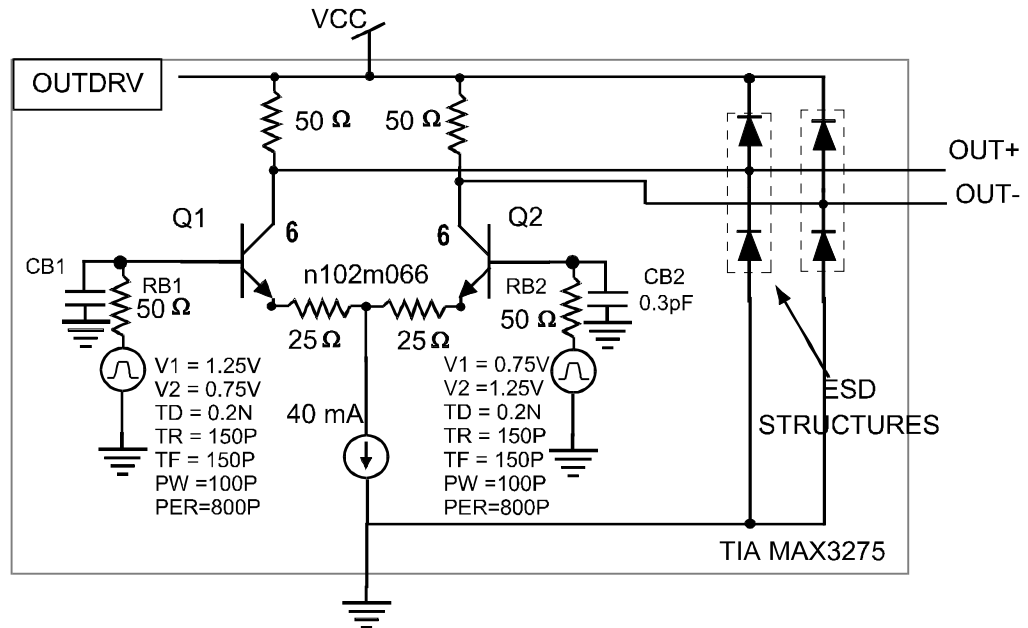 VCC
OUTDRV
50 Ω
50 Ω
OUT+
OUT-
Q1
6
6
Q2
CB1
RB1
50 Ω
n102m066
RB2
50 Ω
CB2
0.3pF
25 Ω
25 Ω
V1 = 1.25V
V2 = 0.75V
TD = 0.2N
TR = 150P
TF = 150P
PW =100P
PER=800P
40 mA
V1 = 0.75V
V2 =1.25V
TD = 0.2N
TR = 150P
TF = 150P
PW =100P
PER=800P
ESD
STRUCTURES
TIA MAX3275